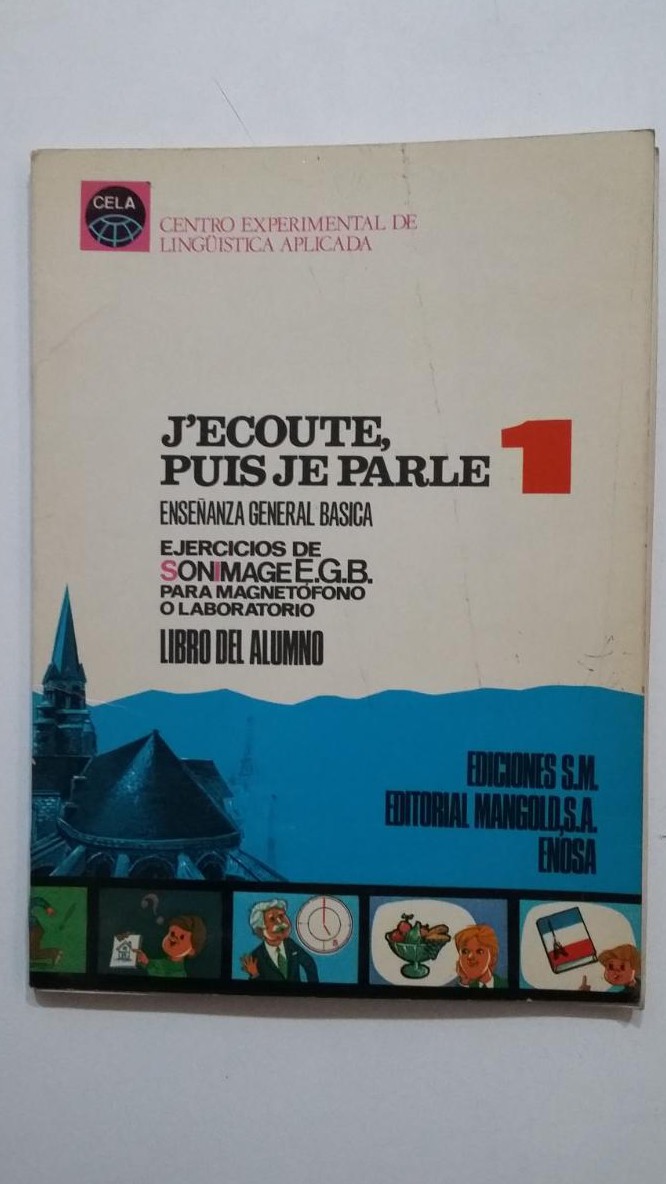 CELA
CENTRO EXPERIMENTAL DE
LINGÜISTICA APLICADA
J'ECOUTE,
PUIS JE PARLE 1
ENSEÑANZA GENERAL BASICA
EJERCICIOS DE
SONIMAGE E.G.B.
PARA MAGNETÓFONO
O LABORATORIO
LIBRO DEL ALUMNO
EDICIONES S.M.
EDITORIAL MANGOLD,S.A.
ENOSA
?